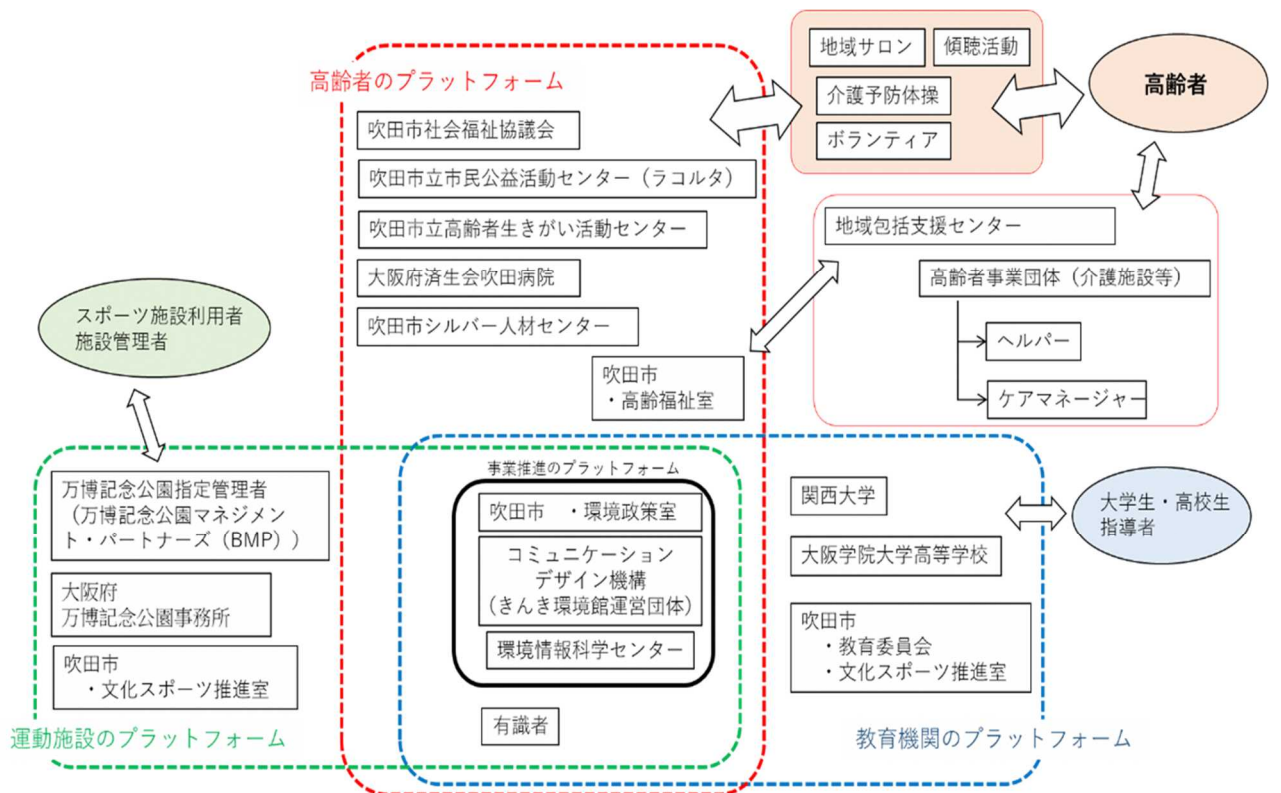 高齢者のプラットフォーム
吹田市社会福祉協議会
吹田市立市民公益活動センター（ラコルタ）
吹田市立高齢者生きがい活動センター
大阪府済生会吹田病院
吹田市シルバー人材センター
吹田市
・高齢福祉室
地域サロン
傾聴活動
介護予防体操
ボランティア
高齢者
地域包括支援センター
高齢者事業団体（介護施設等）
ヘルパー
ケアマネージャー
スポーツ施設利用者
施設管理者
万博記念公園指定管理者
（万博記念公園マネジメン
ト・パートナーズ（BMP））
大阪府
万博記念公園事務所
吹田市
・文化スポーツ推進室
運動施設のプラットフォーム
事業推進のプラットフォーム
吹田市　・環境政策室
コミュニケーション
デザイン機構
（きんき環境館運営団体）
環境情報科学センター
有識者
関西大学
大阪学院大学高等学校
吹田市
・教育委員会
・文化スポーツ推進室
大学生・高校生
指導者
教育機関のプラットフォーム